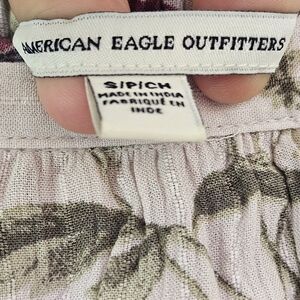 AMERICAN EAGLE OUTFITTERS
S/P/CH
MADE IN INDIA
FABRIQUÉ EN
INDE